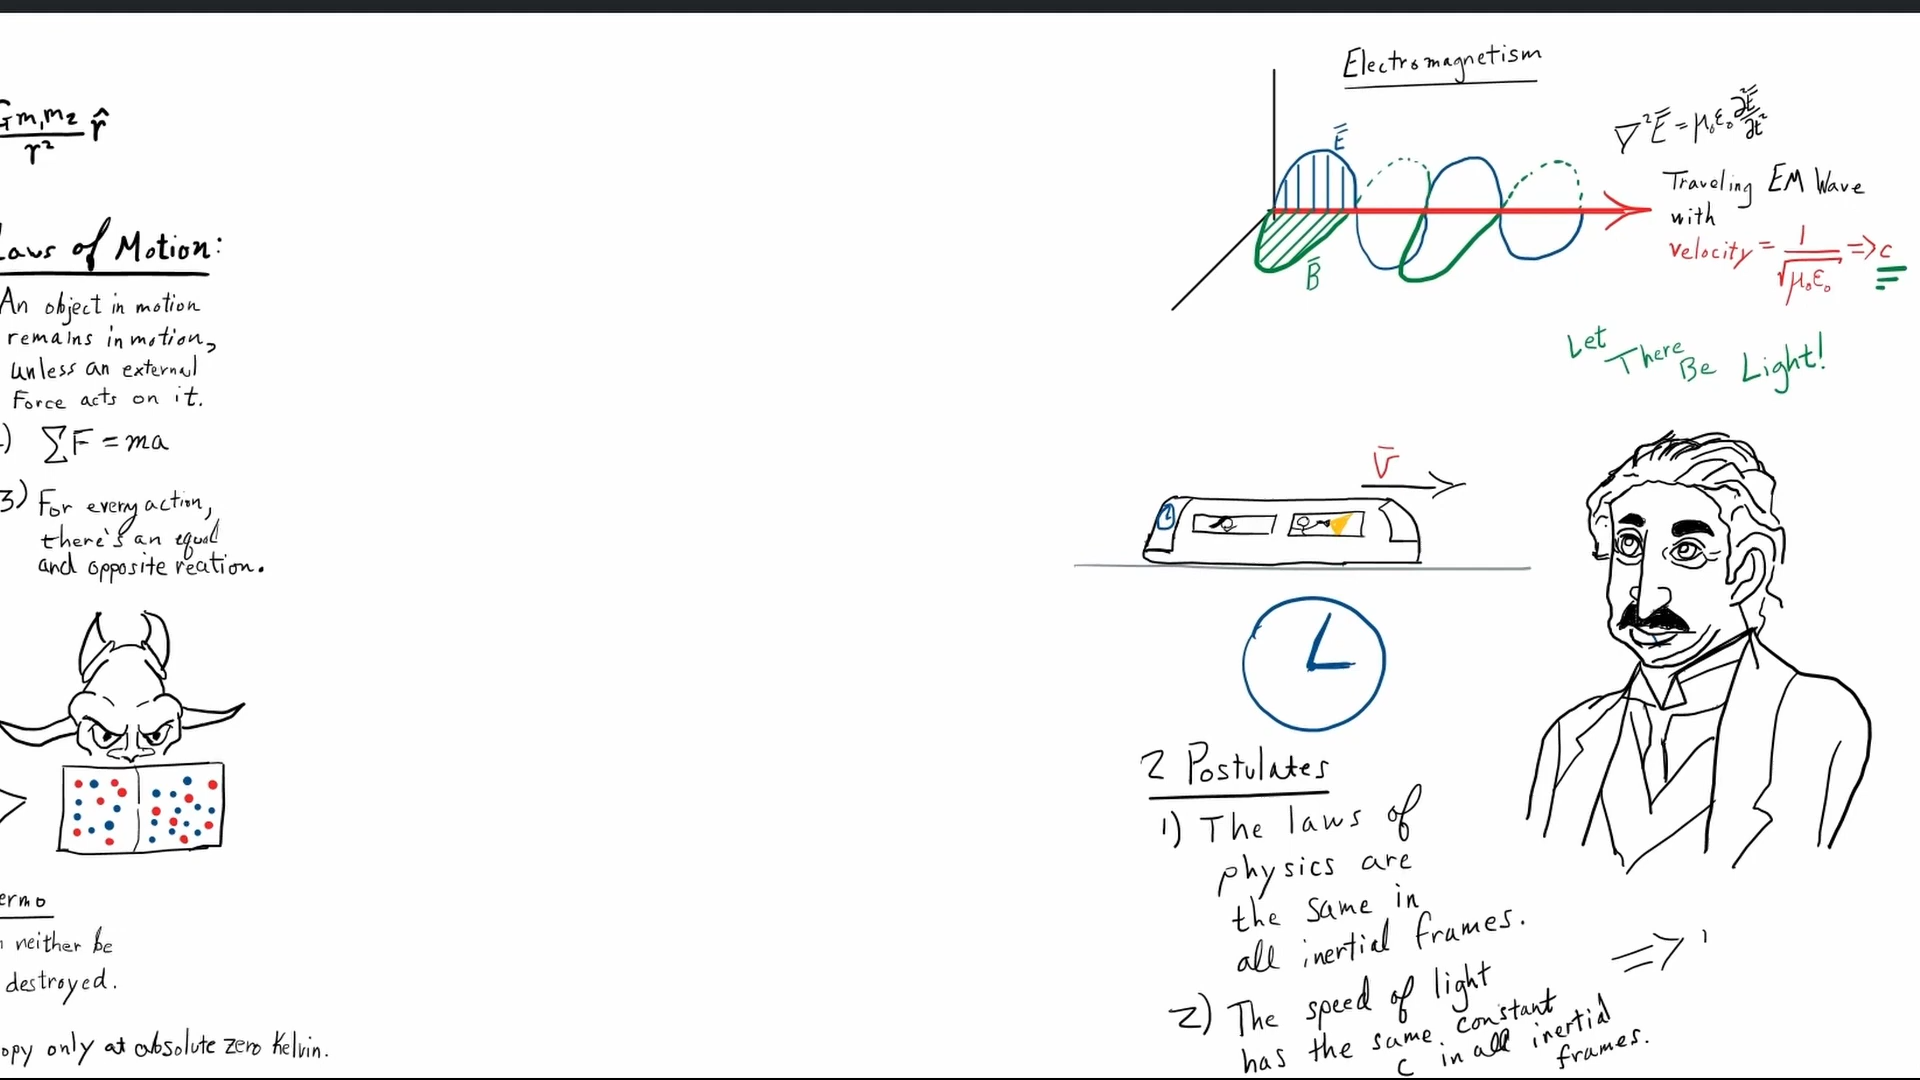 Gm₁m₂ r̂
r²
Laws of Motion:
An object in motion
remains in motion,
unless an external
Force acts on it.
) ΣF = ma
3) For every action,
there's an equal
and opposite reation.
ermo
neither be
destroyed.
opy only at absolute zero Kelvin.
Electromagnetism
Ē
B̄
∇²Ē = μ₀ε₀ ∂²Ē/∂t²
Traveling EM Wave
with
velocity = 1/√μ₀ε₀ => c
Let There Be Light!
v̄
2 Postulates
1) The laws of
physics are
the same in
all inertial frames.
2) The speed of light
has the same constant
c in all inertial
frames.
=>